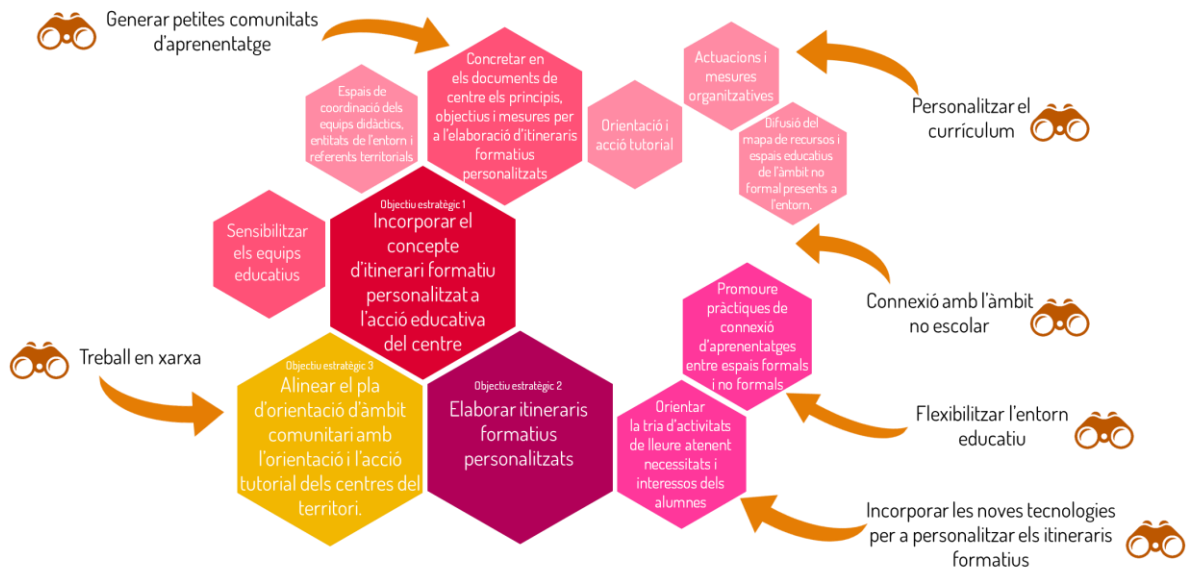 Generar petites comunitats
d'aprenentatge
Concretar en
els documents de
centre els principis,
objectius i mesures per
a l'elaboració d'itineraris
formatius
personalitzats
Actuacions i
mesures
organitzatives
Espais de
coordinació dels
equips didàctics,
entitats de l'entorn i
referents territorials
Orientació i
acció tutorial
Personalitzar el
currículum
Difusió del
mapa de recursos i
espais educatius
de l'àmbit no
formal presents a
l'entorn.
Sensibilitzar
els equips
educatius
Objectiu estratègic 1
Incorporar el
concepte
d'itinerari formatiu
personalitzat a
l'acció educativa
del centre
Connexió amb l'àmbit
no escolar
Promoure
pràctiques de
connexió
d'aprenentatges
entre espais formals
i no formals
Treball en xarxa
Objectiu estratègic 3
Alinear el pla
d'orientació d'àmbit
comunitari amb
l'orientació i l'acció
tutorial dels centres del
territori.
Objectiu estratègic 2
Elaborar itineraris
formatius
personalitzats
Orientar
la tria d'activitats
de lleure atenent
necessitats i
interessos dels
alumnes
Flexibilitzar l'entorn
educatiu
Incorporar les noves tecnologies
per a personalitzar els itineraris
formatius